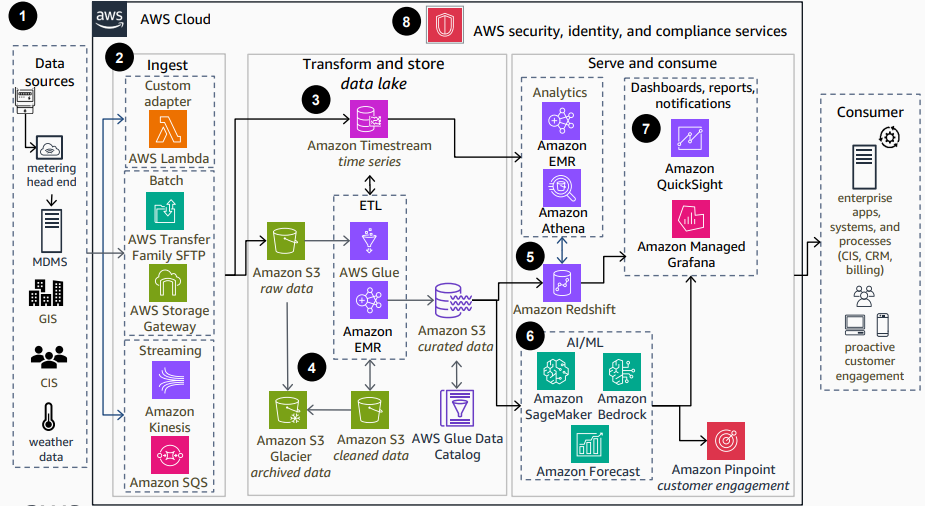 1
aws
AWS Cloud
8
AWS security, identity, and compliance services
Data
sources
metering
head end
MDMS
GIS
CIS
weather
data
2
Ingest
Custom
adapter
AWS Lambda
Batch
AWS Transfer
Family SFTP
AWS Storage
Gateway
Streaming
Amazon
Kinesis
Amazon SQS
Transform and store
data lake
3
Amazon Timestream
time series
ETL
Amazon S3
raw data
AWS Glue
Amazon
EMR
Amazon S3
curated data
4
Amazon S3
Glacier
archived data
Amazon S3
cleaned data
AWS Glue Data
Catalog
Serve and consume
Analytics
Amazon
EMR
Amazon
Athena
5
Amazon Redshift
6
AI/ML
Amazon
SageMaker
Amazon
Bedrock
Amazon Forecast
Dashboards, reports,
notifications
7
Amazon
QuickSight
Amazon Managed
Grafana
Amazon Pinpoint
customer engagement
Consumer
enterprise
apps,
systems, and
processes
(CIS, CRM,
billing)
proactive
customer
engagement